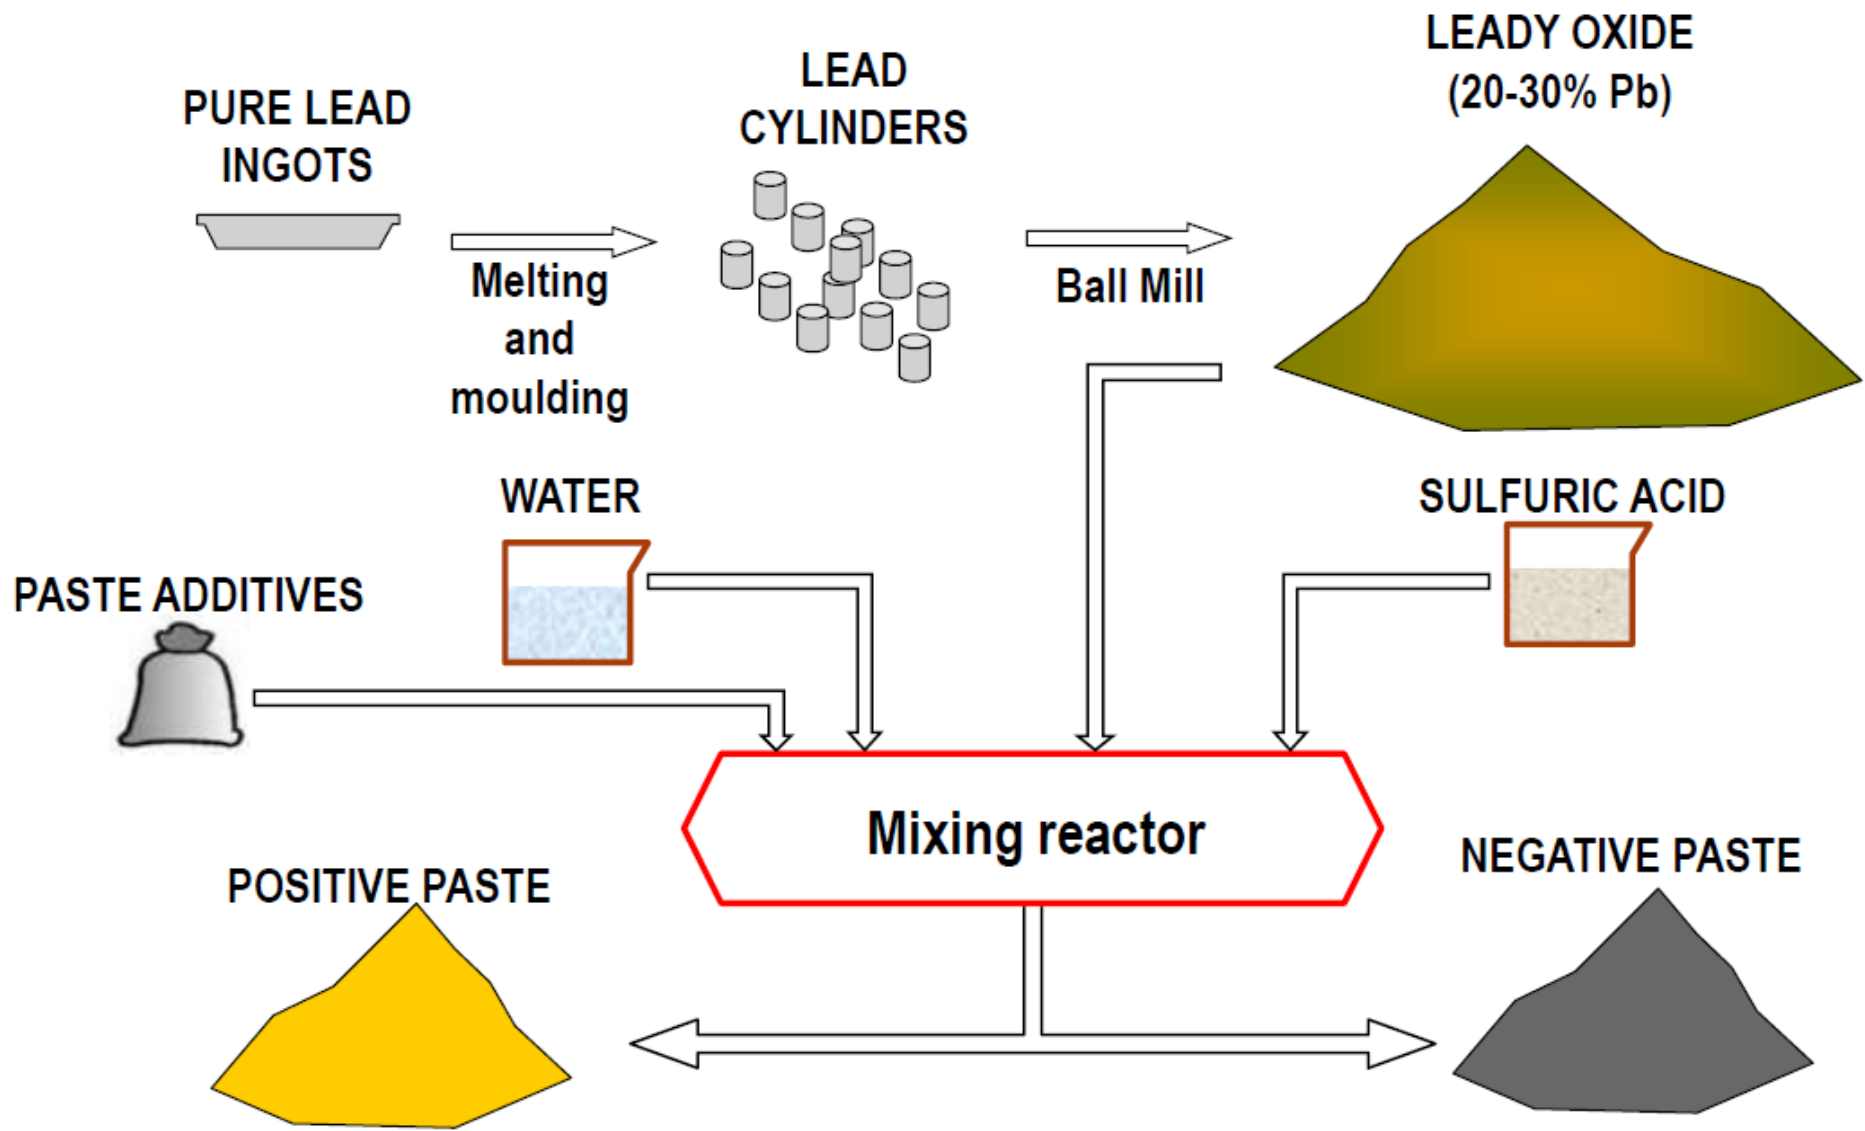 PURE LEAD
INGOTS
Melting
and
moulding
LEAD
CYLINDERS
Ball Mill
LEADY OXIDE
(20-30% Pb)
PASTE ADDITIVES
WATER
SULFURIC ACID
Mixing reactor
POSITIVE PASTE
NEGATIVE PASTE